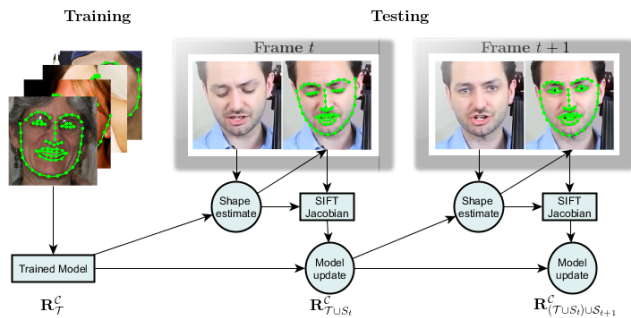 Training
Testing
Frame t
Frame t + 1
Shape
estimate
SIFT
Jacobian
Shape
estimate
SIFT
Jacobian
Trained Model
Model
update
Model
update
R^C_T
R^C_{T∪S_t}
R^C_{(T∪S_t)∪S_{t+1}}